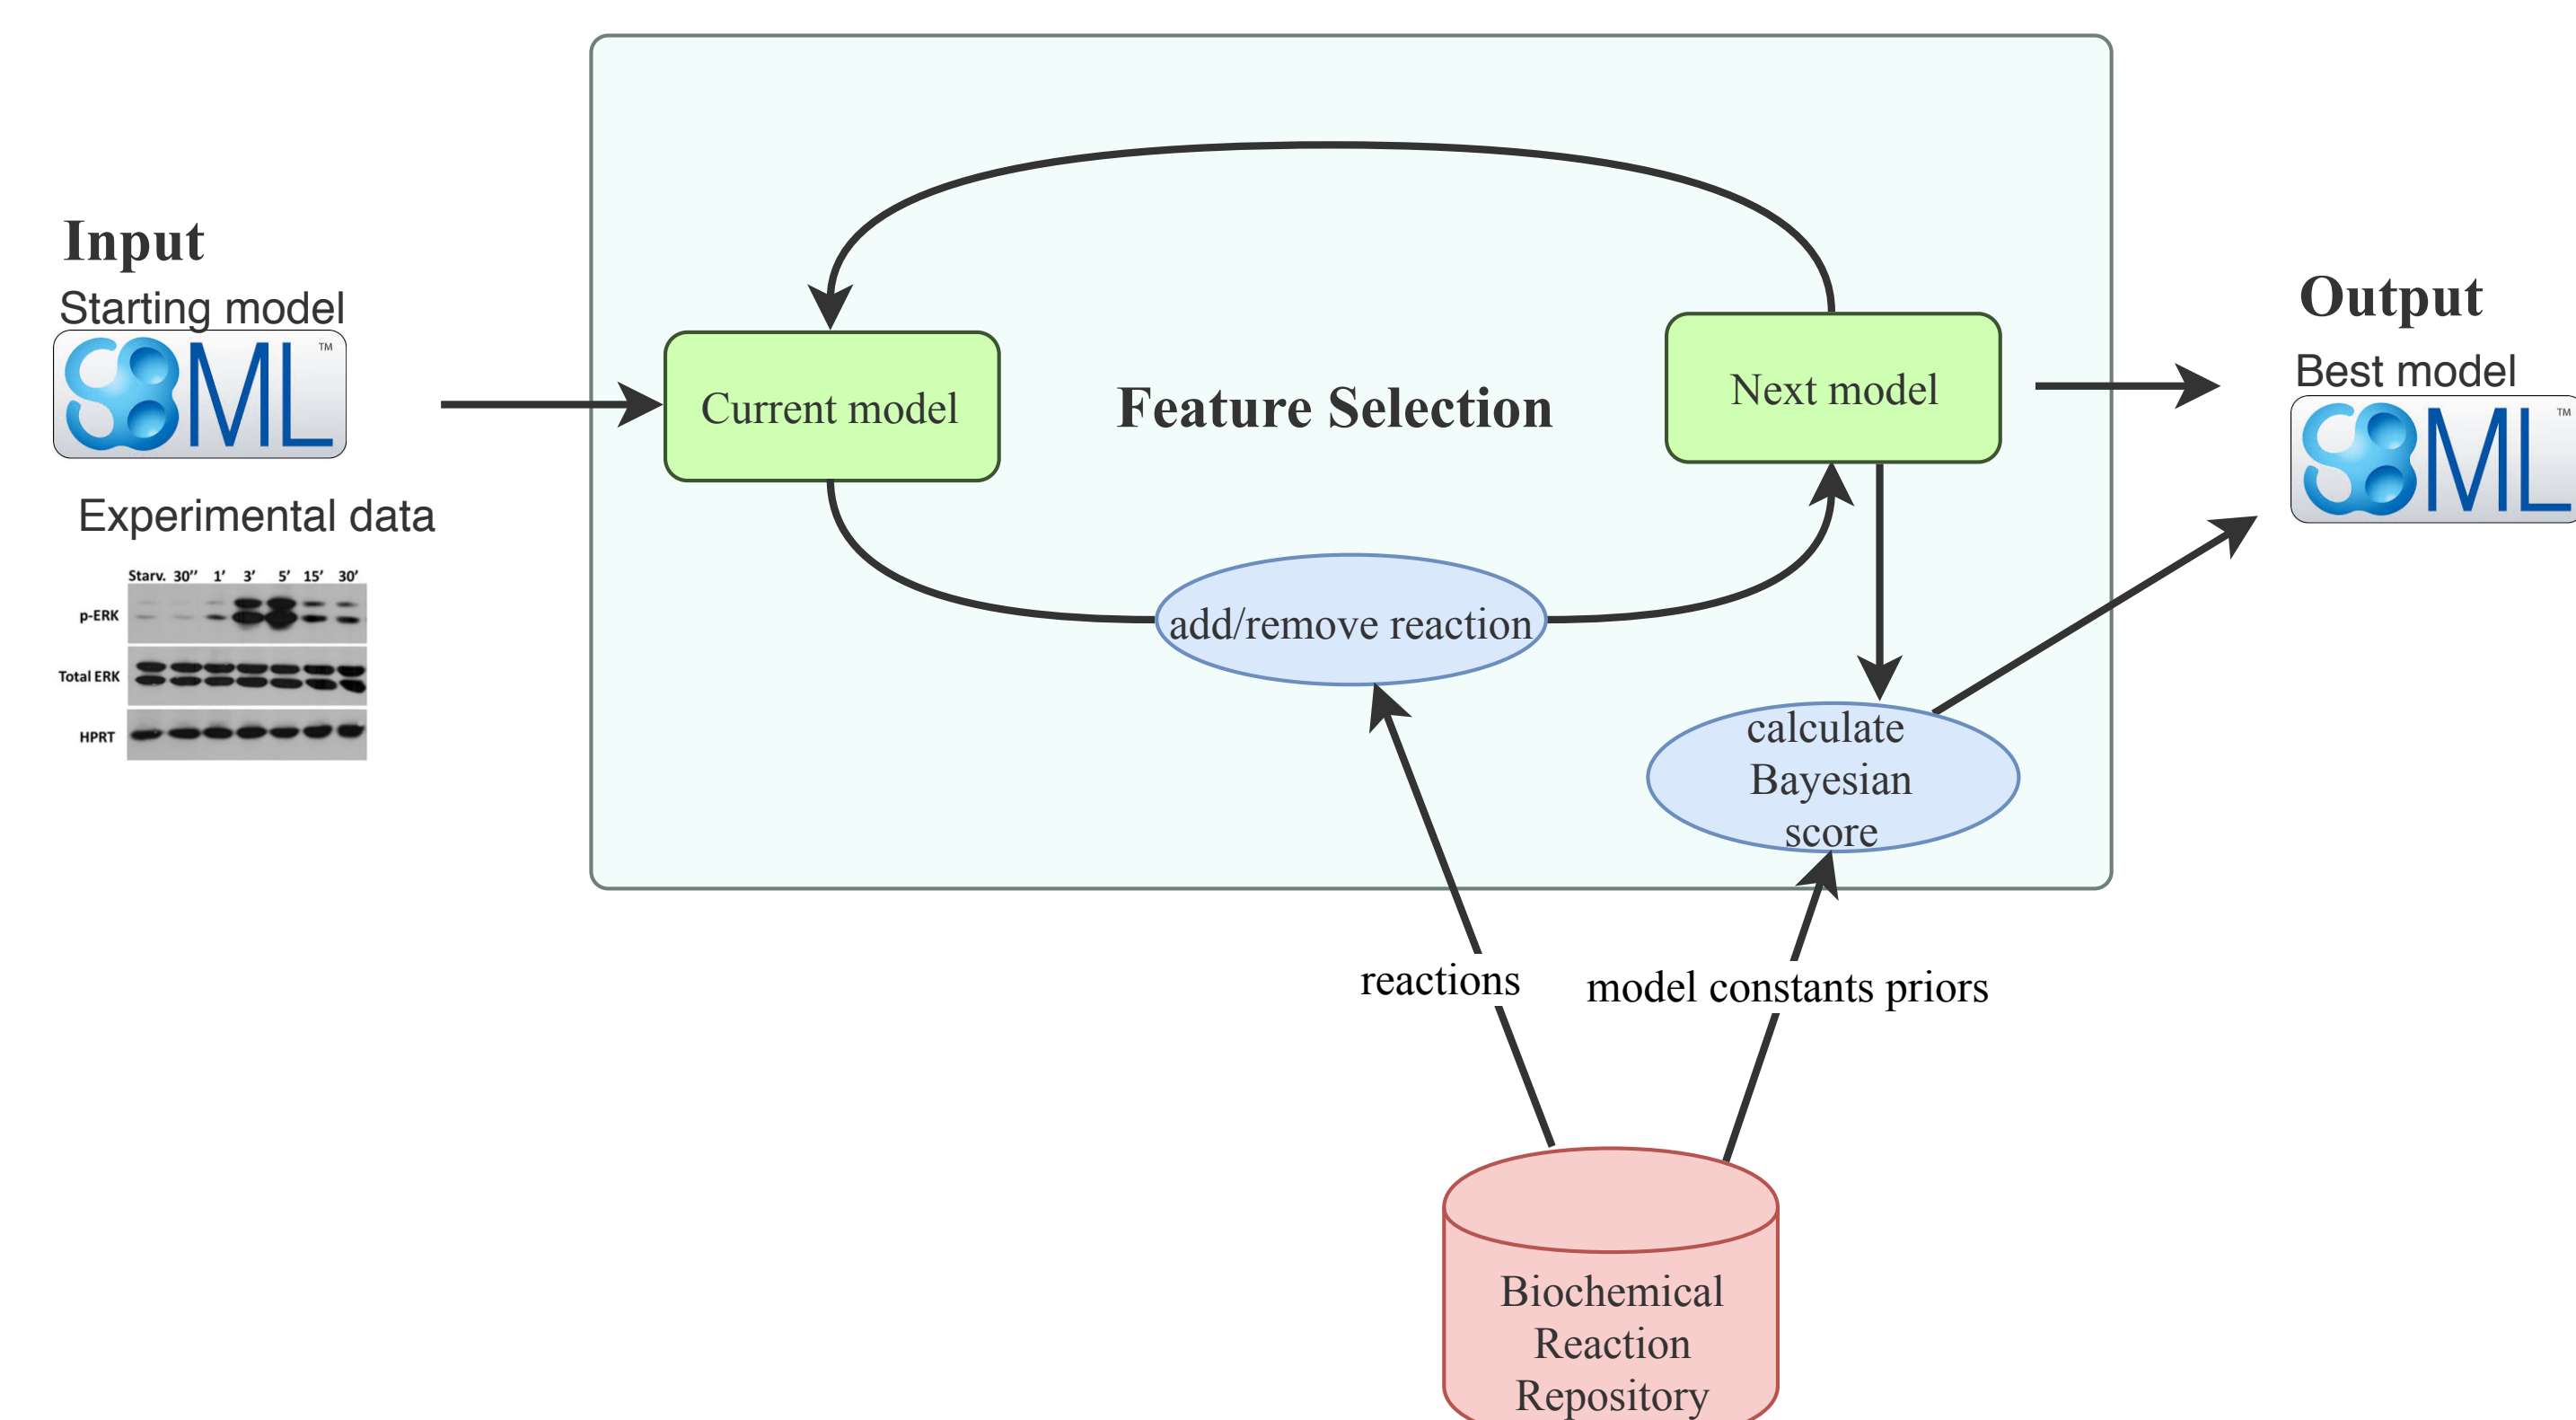 Input
Starting model
SBML™
Experimental data
Starv. 30′′ 1′ 3′ 5′ 15′ 30′
p-ERK
Total ERK
HPRT
Current model
Feature Selection
Next model
add/remove reaction
calculate
Bayesian
score
reactions
model constants priors
Biochemical
Reaction
Repository
Output
Best model
SBML™